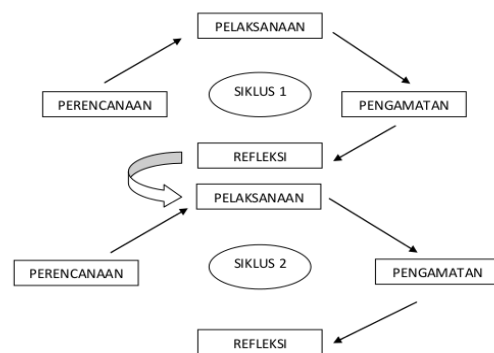 PELAKSANAAN
SIKLUS 1
PERENCANAAN
PENGAMATAN
REFLEKSI
PELAKSANAAN
SIKLUS 2
PERENCANAAN
PENGAMATAN
REFLEKSI